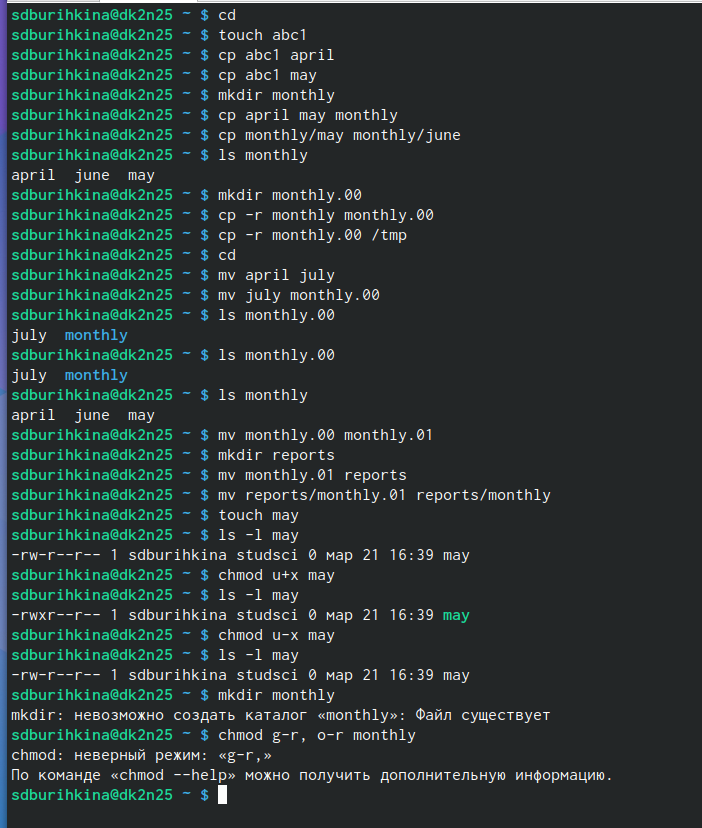 sdburihkina@dk2n25 ~ $ cd
sdburihkina@dk2n25 ~ $ touch abc1
sdburihkina@dk2n25 ~ $ cp abc1 april
sdburihkina@dk2n25 ~ $ cp abc1 may
sdburihkina@dk2n25 ~ $ mkdir monthly
sdburihkina@dk2n25 ~ $ cp april may monthly
sdburihkina@dk2n25 ~ $ cp monthly/may monthly/june
sdburihkina@dk2n25 ~ $ ls monthly
april  june  may
sdburihkina@dk2n25 ~ $ mkdir monthly.00
sdburihkina@dk2n25 ~ $ cp -r monthly monthly.00
sdburihkina@dk2n25 ~ $ cp -r monthly.00 /tmp
sdburihkina@dk2n25 ~ $ cd
sdburihkina@dk2n25 ~ $ mv april july
sdburihkina@dk2n25 ~ $ mv july monthly.00
sdburihkina@dk2n25 ~ $ ls monthly.00
july  monthly
sdburihkina@dk2n25 ~ $ ls monthly.00
july  monthly
sdburihkina@dk2n25 ~ $ ls monthly
april  june  may
sdburihkina@dk2n25 ~ $ mv monthly.00 monthly.01
sdburihkina@dk2n25 ~ $ mkdir reports
sdburihkina@dk2n25 ~ $ mv monthly.01 reports
sdburihkina@dk2n25 ~ $ mv reports/monthly.01 reports/monthly
sdburihkina@dk2n25 ~ $ touch may
sdburihkina@dk2n25 ~ $ ls -l may
-rw-r--r-- 1 sdburihkina studsci 0 мар 21 16:39 may
sdburihkina@dk2n25 ~ $ chmod u+x may
sdburihkina@dk2n25 ~ $ ls -l may
-rwxr--r-- 1 sdburihkina studsci 0 мар 21 16:39 may
sdburihkina@dk2n25 ~ $ chmod u-x may
sdburihkina@dk2n25 ~ $ ls -l may
-rw-r--r-- 1 sdburihkina studsci 0 мар 21 16:39 may
sdburihkina@dk2n25 ~ $ mkdir monthly
mkdir: невозможно создать каталог «monthly»: Файл существует
sdburihkina@dk2n25 ~ $ chmod g-r, o-r monthly
chmod: неверный режим: «g-r,»
По команде «chmod --help» можно получить дополнительную информацию.
sdburihkina@dk2n25 ~ $